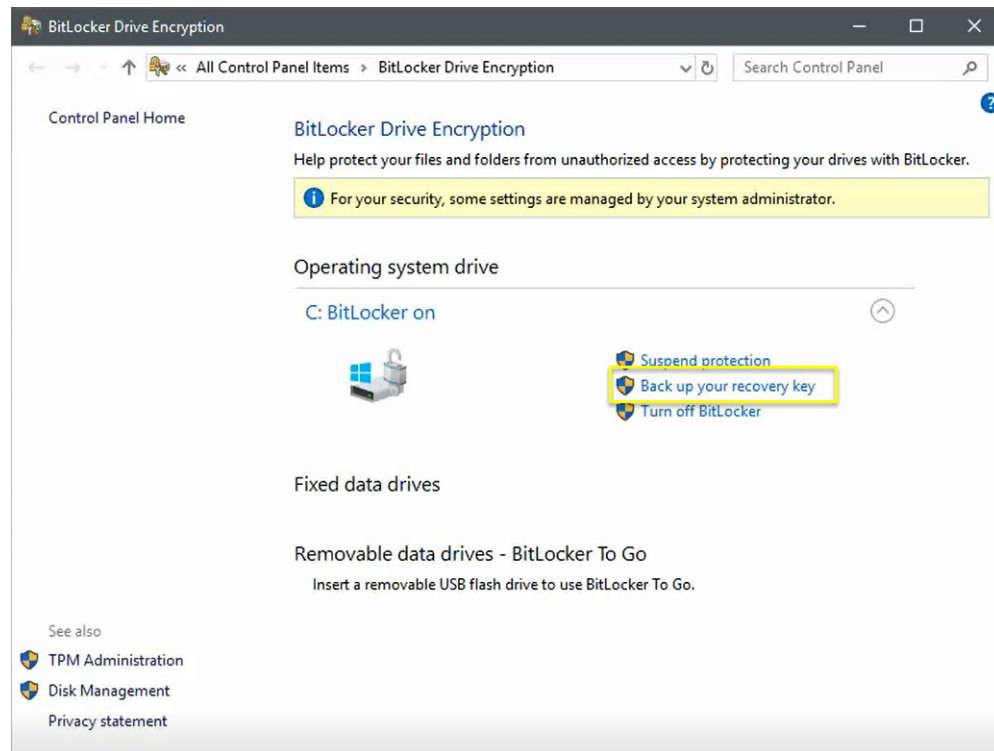 BitLocker Drive Encryption
« All Control Panel Items > BitLocker Drive Encryption
Search Control Panel
Control Panel Home
?
BitLocker Drive Encryption
Help protect your files and folders from unauthorized access by protecting your drives with BitLocker.
i For your security, some settings are managed by your system administrator.
Operating system drive
C: BitLocker on
Suspend protection
Back up your recovery key
Turn off BitLocker
Fixed data drives
Removable data drives - BitLocker To Go
Insert a removable USB flash drive to use BitLocker To Go.
See also
TPM Administration
Disk Management
Privacy statement